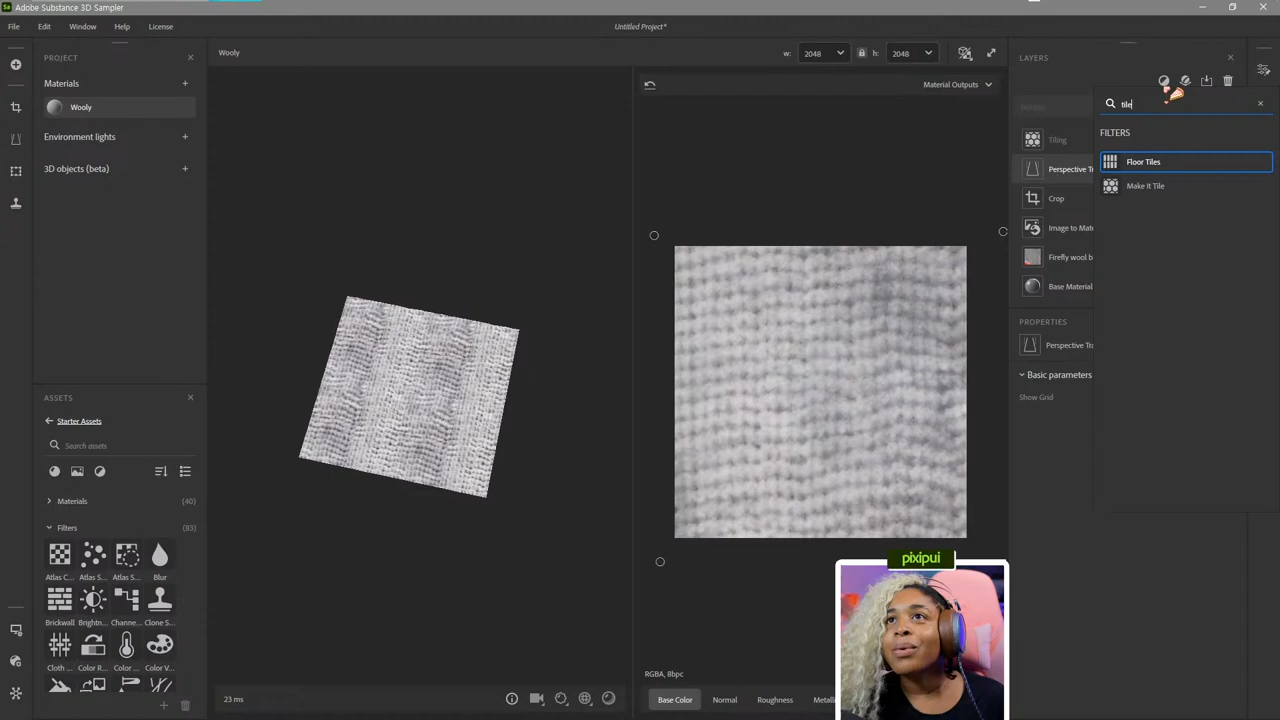 Sa Adobe Substance 3D Sampler
File Edit Window Help License
Untitled Project*
PROJECT
Materials
Wooly
Environment lights
3D objects (beta)
ASSETS
Starter Assets
Search assets
Materials (40)
Filters (83)
Atlas C... Atlas S... Atlas S... Blur
Brickwall Brightn... Channe... Clone S...
Cloth ... Color R... Color ... Color V...
Wooly
w: 2048 h: 2048
Material Outputs
23 ms
RGBA, 8bpc
Base Color Normal Roughness Metalli
pixipui
LAYERS
Tiling
Perspective Tr
Crop
Image to Mat
Firefly wool b
Base Material
PROPERTIES
Perspective Tra
Basic parameters
Show Grid
tile
FILTERS
Floor Tiles
Make It Tile